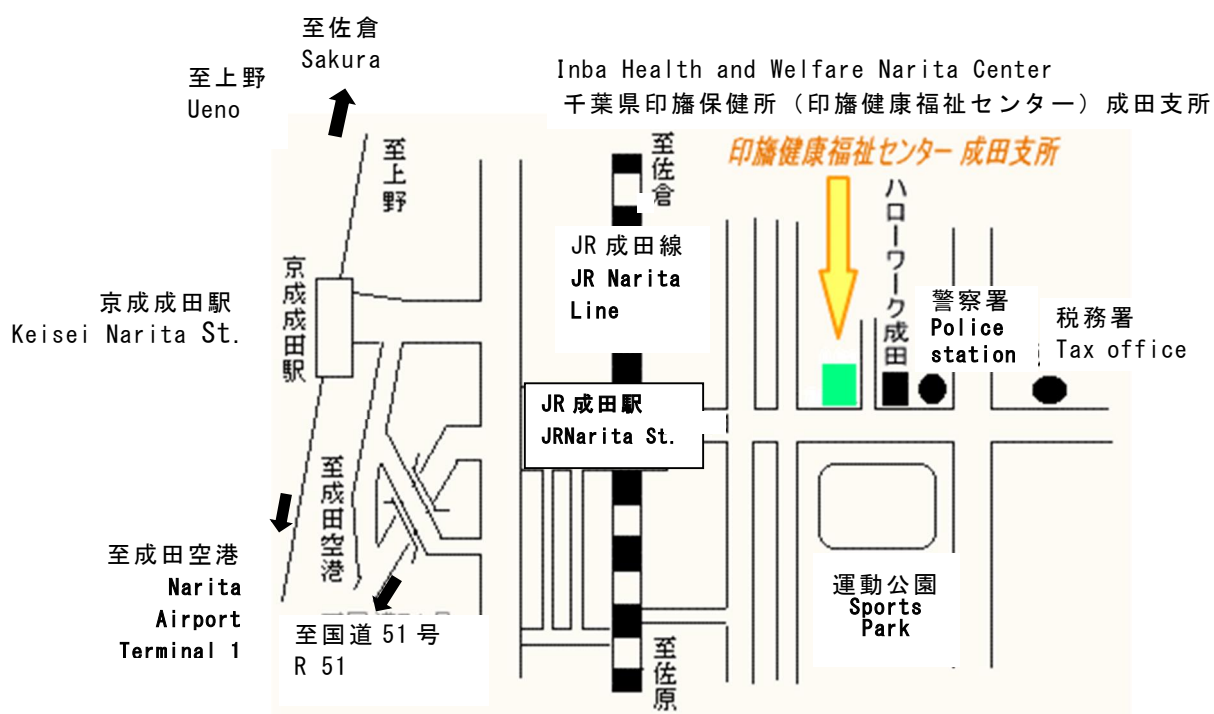 至佐倉
Sakura
至上野
Ueno
Inba Health and Welfare Narita Center
千葉県印旛保健所（印旛健康福祉センター）成田支所
印旛健康福祉センター 成田支所
至上野
至佐倉
ハローワーク成田
JR 成田線
JR Narita
Line
京成成田駅
京成成田駅
Keisei Narita St.
警察署
Police
station
税務署
Tax office
JR 成田駅
JRNarita St.
至成田空港
至成田空港
Narita
Airport
Terminal 1
運動公園
Sports
Park
至国道 51 号
R 51
至佐原